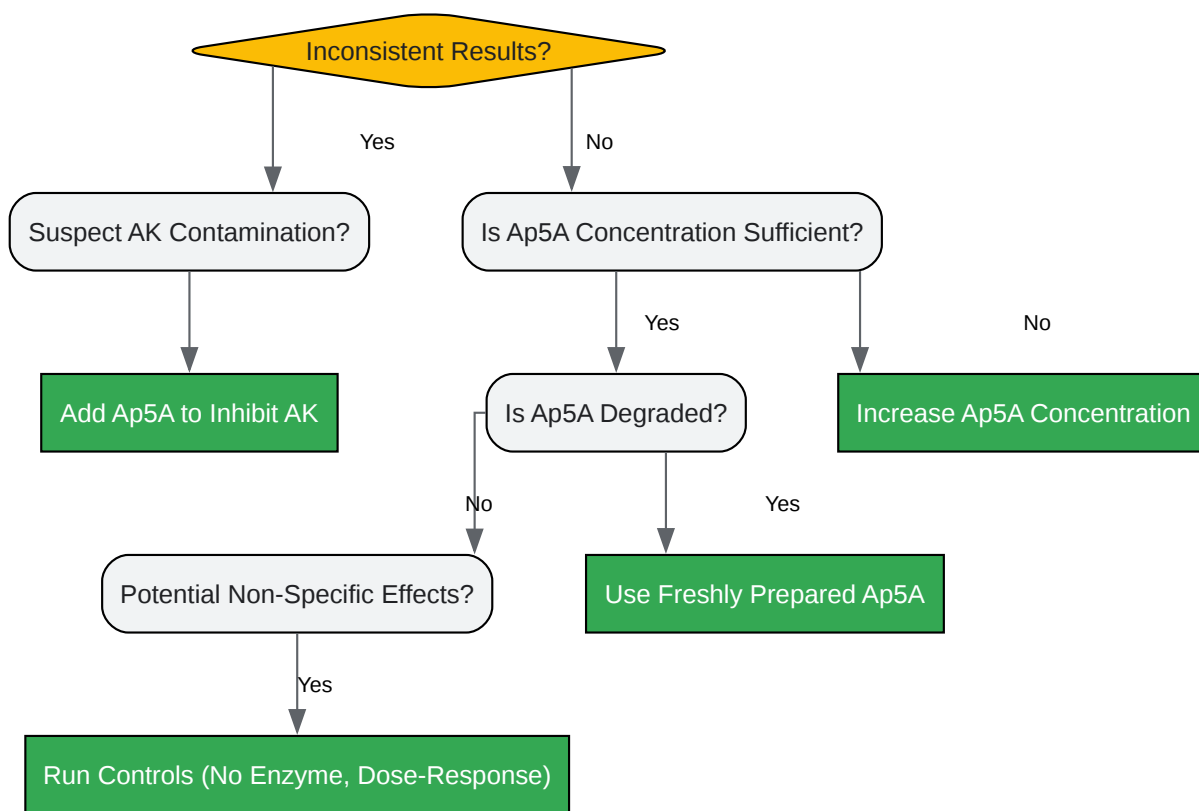 Inconsistent Results?
Yes
No
Suspect AK Contamination?
Is Ap5A Concentration Sufficient?
Yes
No
Add Ap5A to Inhibit AK
Is Ap5A Degraded?
Increase Ap5A Concentration
No
Yes
Potential Non-Specific Effects?
Use Freshly Prepared Ap5A
Yes
Run Controls (No Enzyme, Dose-Response)